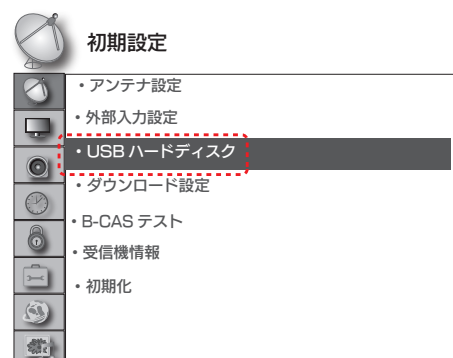 初期設定
・アンテナ設定
・外部入力設定
・USB ハードディスク
・ダウンロード設定
・B-CAS テスト
・受信機情報
・初期化